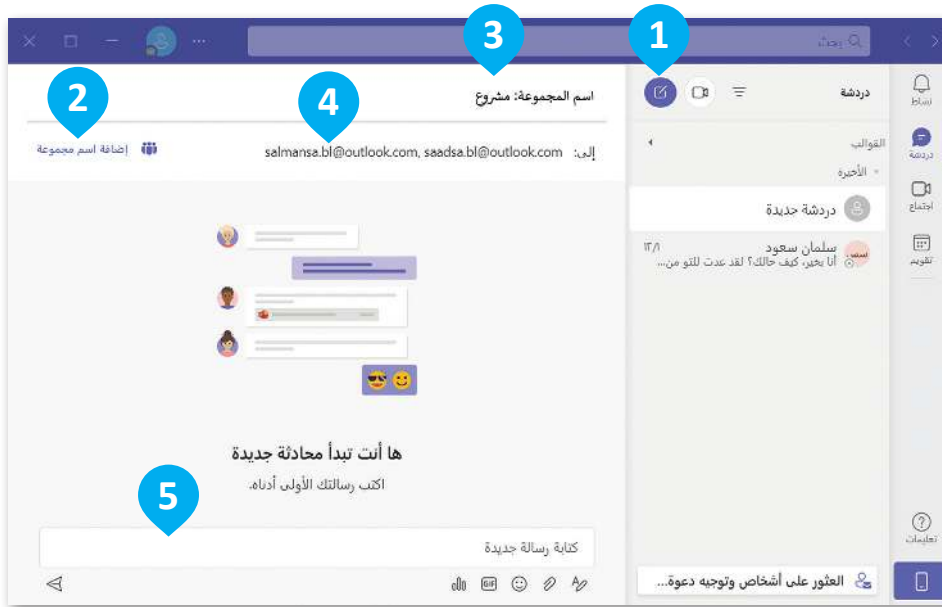 بحث
...
1
2
3
4
5
نشاط
دردشة
اجتماع
تقويم
تعليمات
دردشة
القوالب
الأخيرة
دردشة جديدة
سلمان سعود
١٢/١
أنا بخير، كيف حالك؟ لقد عدت للتو من...
العثور على أشخاص وتوجيه دعوة...
اسم المجموعة: مشروع
إلى: salmansa.bl@outlook.com, saadsa.bl@outlook.com
إضافة اسم مجموعة
ها أنت تبدأ محادثة جديدة
اكتب رسالتك الأولى أدناه.
كتابة رسالة جديدة
GIF